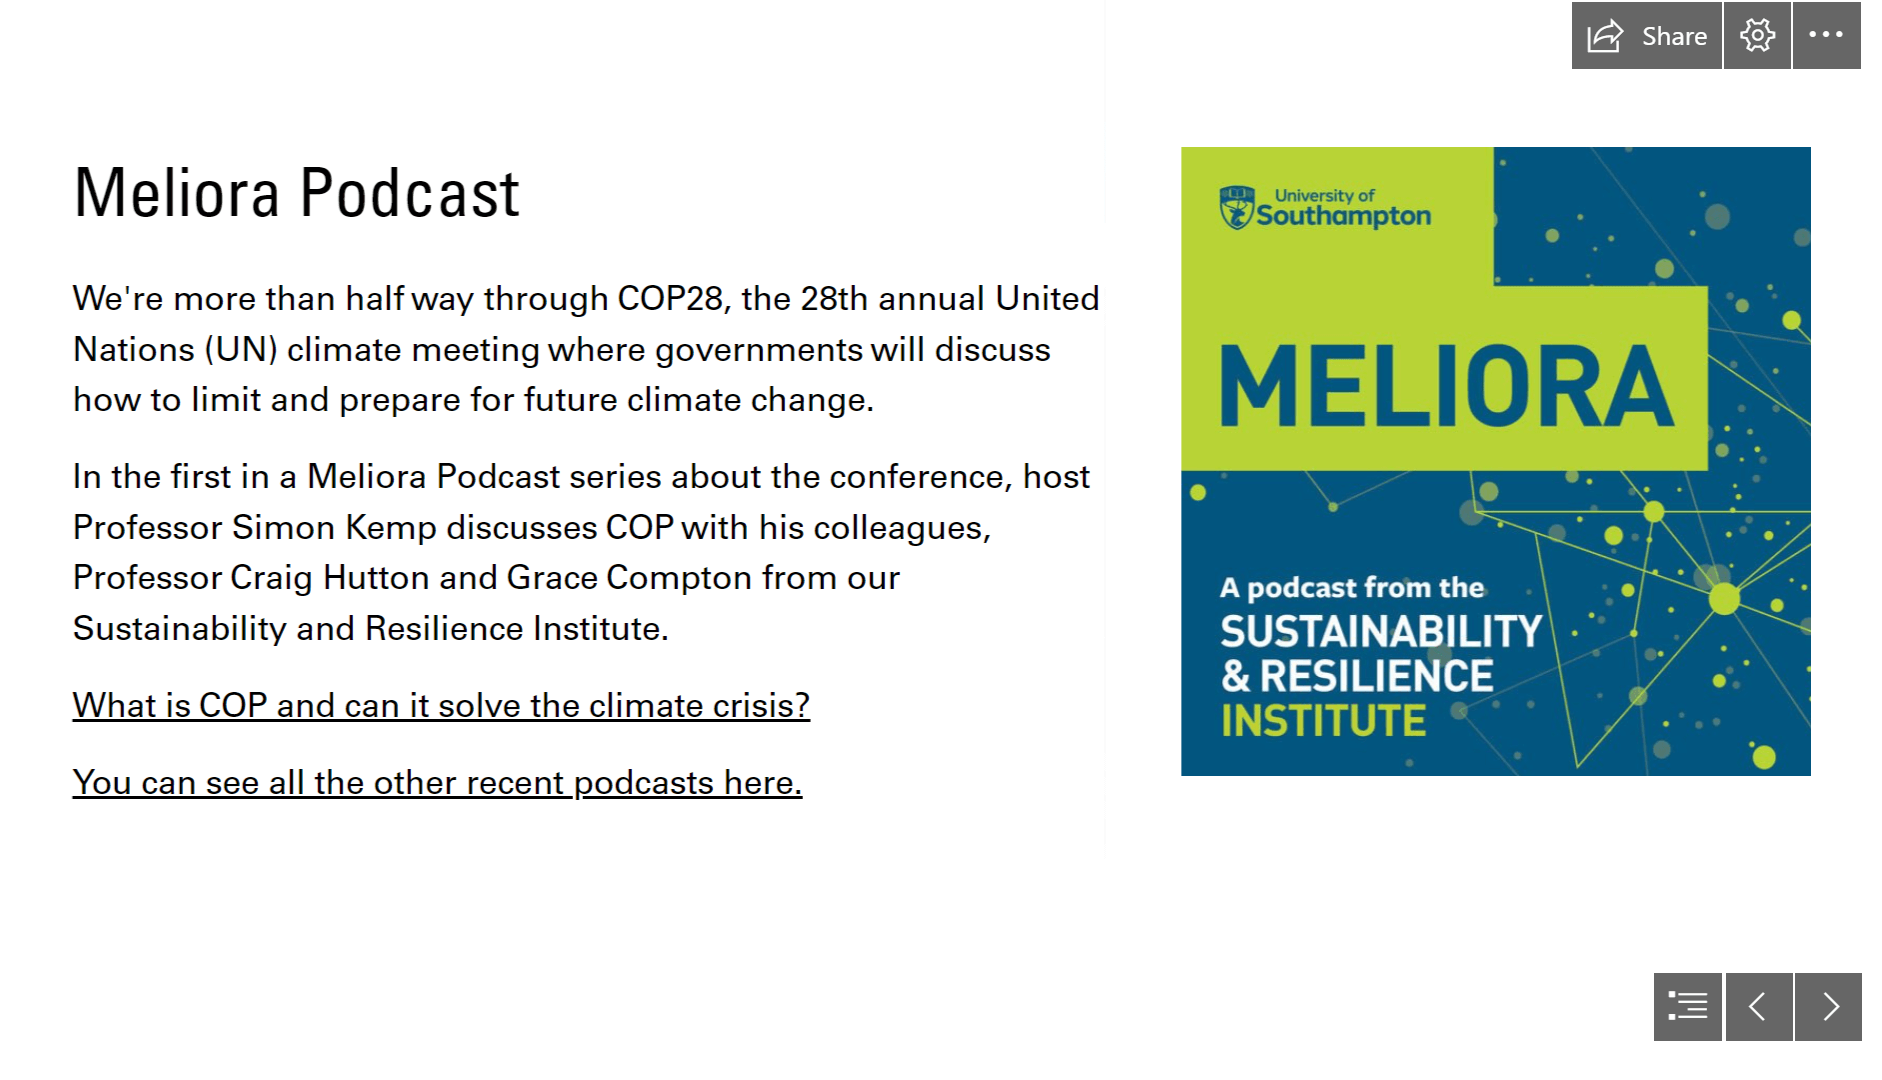 Share
Meliora Podcast
We're more than half way through COP28, the 28th annual United
Nations (UN) climate meeting where governments will discuss
how to limit and prepare for future climate change.
In the first in a Meliora Podcast series about the conference, host
Professor Simon Kemp discusses COP with his colleagues,
Professor Craig Hutton and Grace Compton from our
Sustainability and Resilience Institute.
What is COP and can it solve the climate crisis?
You can see all the other recent podcasts here.
University of
Southampton
MELIORA
A podcast from the
SUSTAINABILITY
& RESILIENCE
INSTITUTE